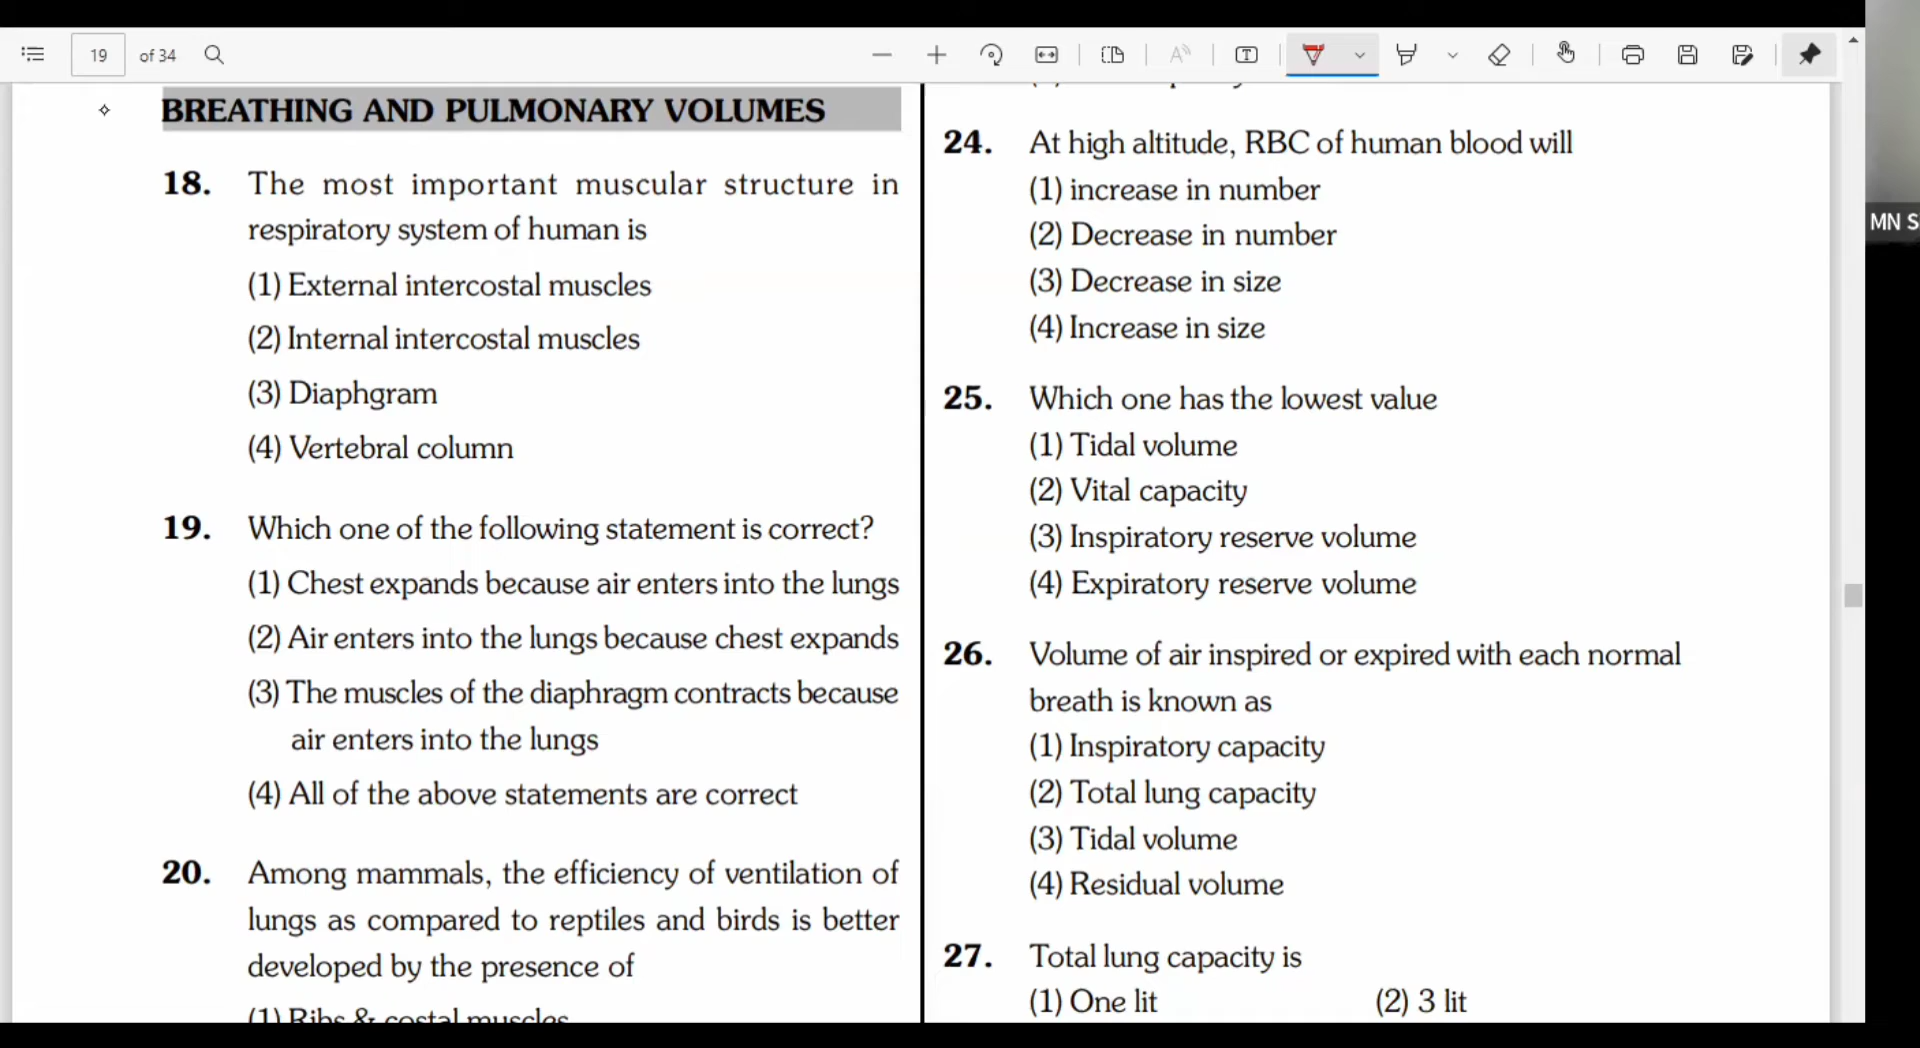 19 of 34
BREATHING AND PULMONARY VOLUMES
18. The most important muscular structure in
respiratory system of human is
(1) External intercostal muscles
(2) Internal intercostal muscles
(3) Diaphgram
(4) Vertebral column
19. Which one of the following statement is correct?
(1) Chest expands because air enters into the lungs
(2) Air enters into the lungs because chest expands
(3) The muscles of the diaphragm contracts because
air enters into the lungs
(4) All of the above statements are correct
20. Among mammals, the efficiency of ventilation of
lungs as compared to reptiles and birds is better
developed by the presence of
(1) Ribs & costal muscles
24. At high altitude, RBC of human blood will
(1) increase in number
(2) Decrease in number
(3) Decrease in size
(4) Increase in size
25. Which one has the lowest value
(1) Tidal volume
(2) Vital capacity
(3) Inspiratory reserve volume
(4) Expiratory reserve volume
26. Volume of air inspired or expired with each normal
breath is known as
(1) Inspiratory capacity
(2) Total lung capacity
(3) Tidal volume
(4) Residual volume
27. Total lung capacity is
(1) One lit (2) 3 lit
MN S